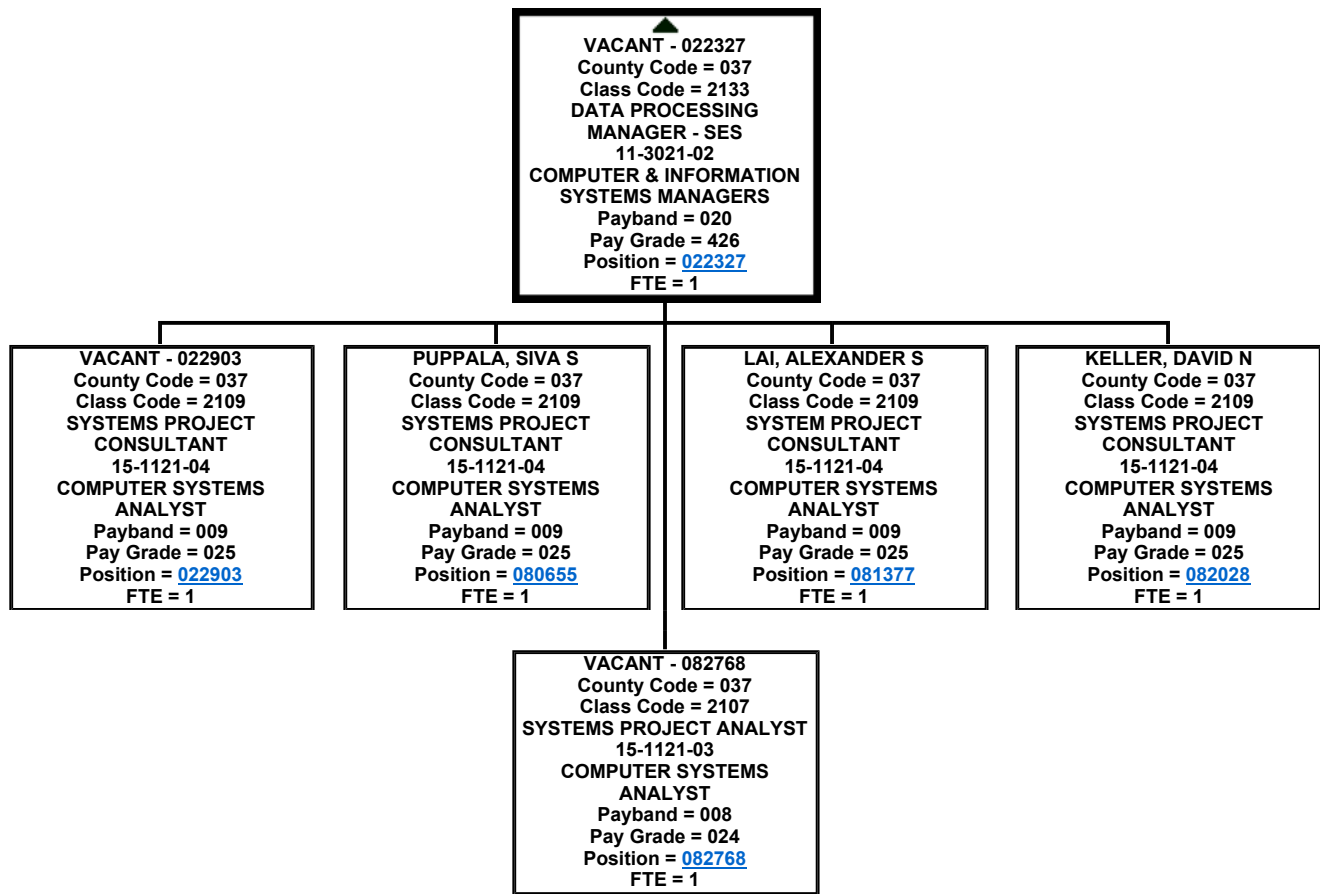 VACANT - 022327
County Code = 037
Class Code = 2133
DATA PROCESSING
MANAGER - SES
11-3021-02
COMPUTER & INFORMATION
SYSTEMS MANAGERS
Payband = 020
Pay Grade = 426
Position = 022327
FTE = 1
VACANT - 022903
County Code = 037
Class Code = 2109
SYSTEMS PROJECT
CONSULTANT
15-1121-04
COMPUTER SYSTEMS
ANALYST
Payband = 009
Pay Grade = 025
Position = 022903
FTE = 1
PUPPALA, SIVA S
County Code = 037
Class Code = 2109
SYSTEMS PROJECT
CONSULTANT
15-1121-04
COMPUTER SYSTEMS
ANALYST
Payband = 009
Pay Grade = 025
Position = 080655
FTE = 1
LAI, ALEXANDER S
County Code = 037
Class Code = 2109
SYSTEM PROJECT
CONSULTANT
15-1121-04
COMPUTER SYSTEMS
ANALYST
Payband = 009
Pay Grade = 025
Position = 081377
FTE = 1
KELLER, DAVID N
County Code = 037
Class Code = 2109
SYSTEMS PROJECT
CONSULTANT
15-1121-04
COMPUTER SYSTEMS
ANALYST
Payband = 009
Pay Grade = 025
Position = 082028
FTE = 1
VACANT - 082768
County Code = 037
Class Code = 2107
SYSTEMS PROJECT ANALYST
15-1121-03
COMPUTER SYSTEMS
ANALYST
Payband = 008
Pay Grade = 024
Position = 082768
FTE = 1